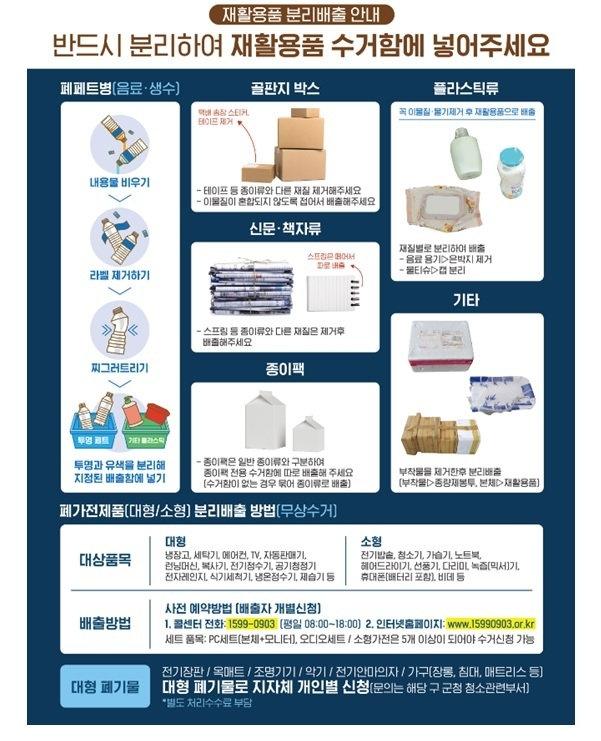 재활용품 분리배출 안내
반드시 분리하여 재활용품 수거함에 넣어주세요
폐페트병(음료·생수)
내용물 비우기
라벨 제거하기
찌그러트리기
투명 페트
기타 플라스틱
투명과 유색을 분리해
지정된 배출함에 넣기
골판지 박스
택배 송장 스티커,
테이프 제거
- 테이프 등 종이류와 다른 재질 제거해주세요
- 이물질이 혼합되지 않도록 접어서 배출해주세요
신문·책자류
스프링은 떼어서
따로 배출
- 스프링 등 종이류와 다른 재질은 제거후
배출해주세요
종이팩
- 종이팩은 일반 종이류와 구분하여
종이팩 전용 수거함에 따로 배출해 주세요
(수거함이 없는 경우 묶어 종이류로 배출)
플라스틱류
꼭 이물질·물기제거 후 재활용품으로 배출
재질별로 분리하여 배출
- 음료 용기▷은박지 제거
- 물티슈▷캡 분리
기타
부착물을 제거한후 분리배출
(부착물▷종량제봉투, 본체▷재활용품)
폐가전제품(대형/소형) 분리배출 방법(무상수거)
대상품목
대형
냉장고, 세탁기, 에어컨, TV, 자동판매기,
런닝머신, 복사기, 전기정수기, 공기청정기
전자레인지, 식기세척기, 냉온정수기, 제습기 등
소형
전기밥솥, 청소기, 가습기, 노트북,
헤어드라이기, 선풍기, 다리미, 녹즙(믹서)기,
휴대폰(배터리 포함), 비데 등
배출방법
사전 예약방법 (배출자 개별신청)
1. 콜센터 전화: 1599-0903 (평일 08:00~18:00) 2. 인터넷홈페이지: www.15990903.or.kr
세트 품목: PC세트(본체+모니터), 오디오세트 / 소형가전은 5개 이상이 되어야 수거신청 가능
대형 폐기물
전기장판 / 옥매트 / 조명기기 / 악기 / 전기안마의자 / 가구(장롱, 침대, 매트리스 등)
대형 폐기물로 지자체 개인별 신청(문의는 해당 구 군청 청소관련부서)
*별도 처리수수료 부담